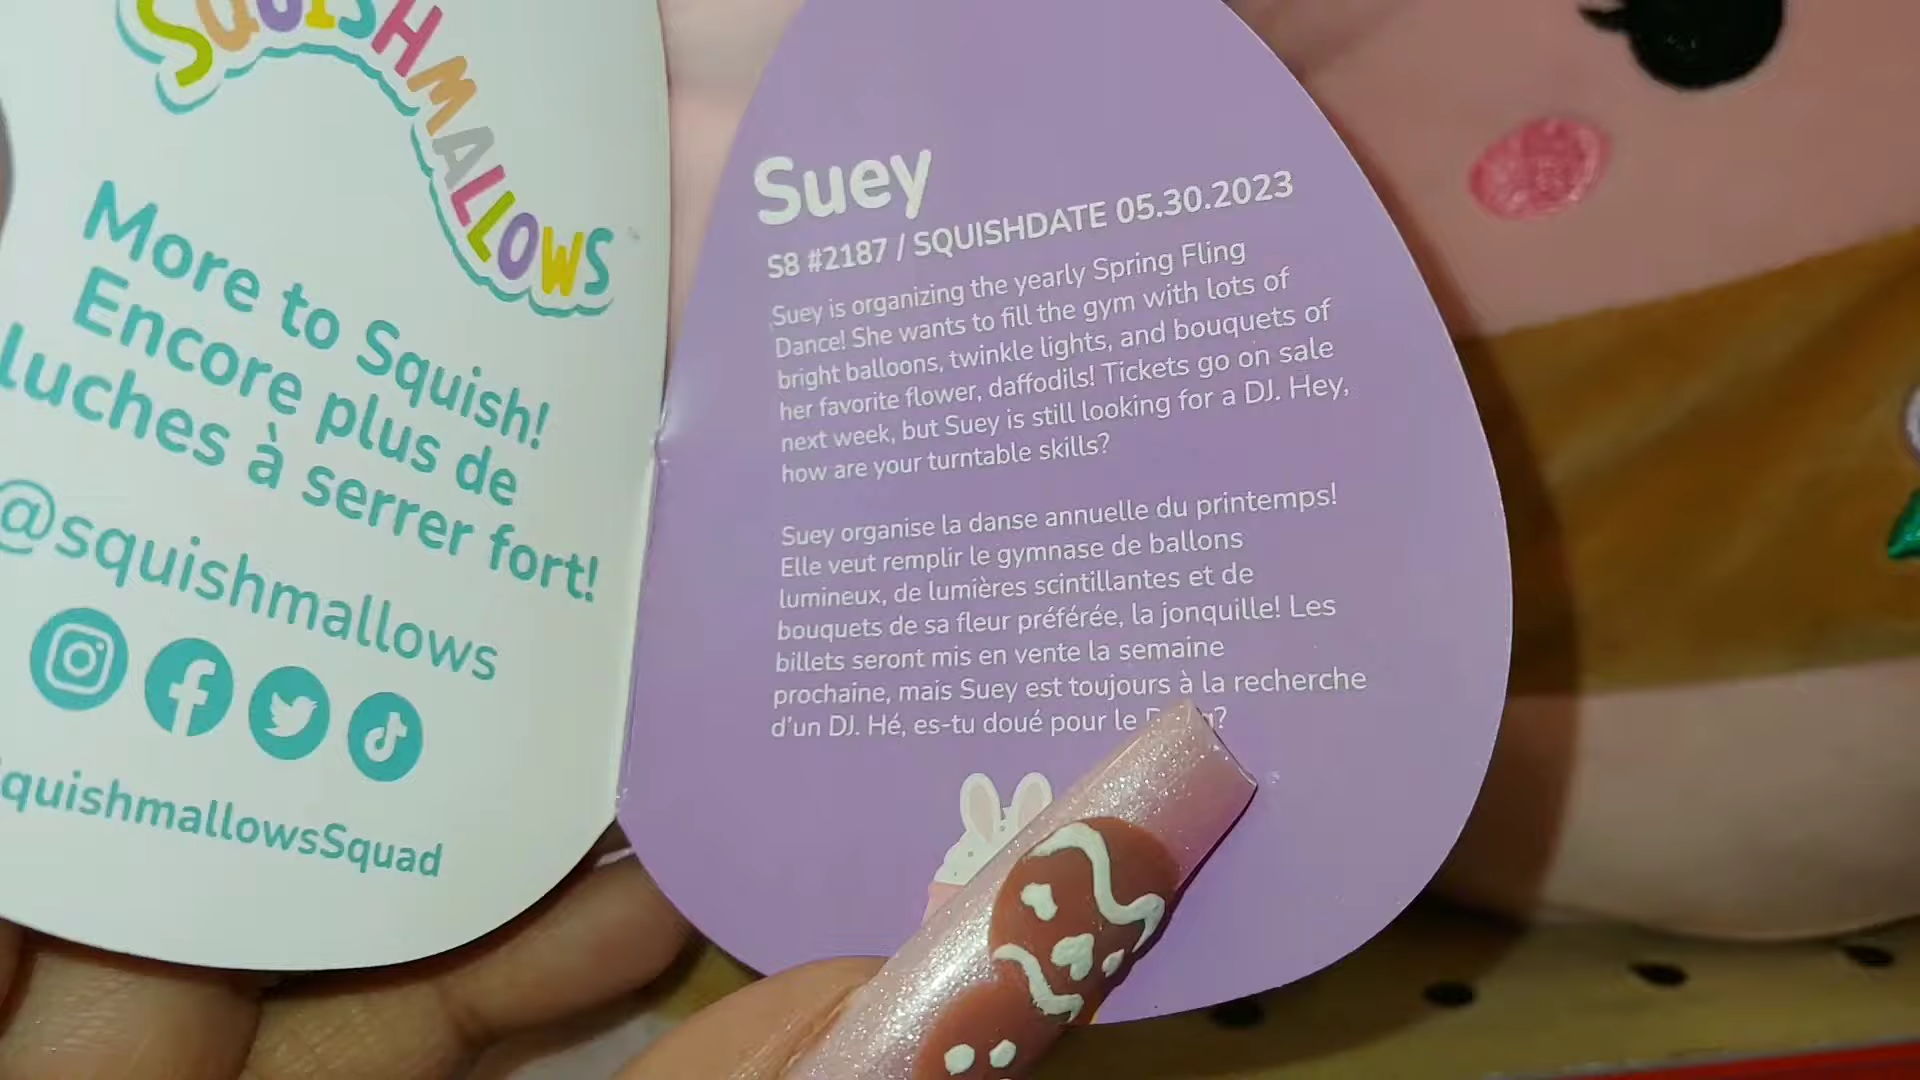 SQUISHMALLOWS
More to Squish!
Encore plus de
luches à serrer fort!
@squishmallows
quishmallowsSquad
Suey
S8 #2187 / SQUISHDATE 05.30.2023
Suey is organizing the yearly Spring Fling
Dance! She wants to fill the gym with lots of
bright balloons, twinkle lights, and bouquets of
her favorite flower, daffodils! Tickets go on sale
next week, but Suey is still looking for a DJ. Hey,
how are your turntable skills?
Suey organise la danse annuelle du printemps!
Elle veut remplir le gymnase de ballons
lumineux, de lumières scintillantes et de
bouquets de sa fleur préférée, la jonquille! Les
billets seront mis en vente la semaine
prochaine, mais Suey est toujours à la recherche
d'un DJ. Hé, es-tu doué pour le